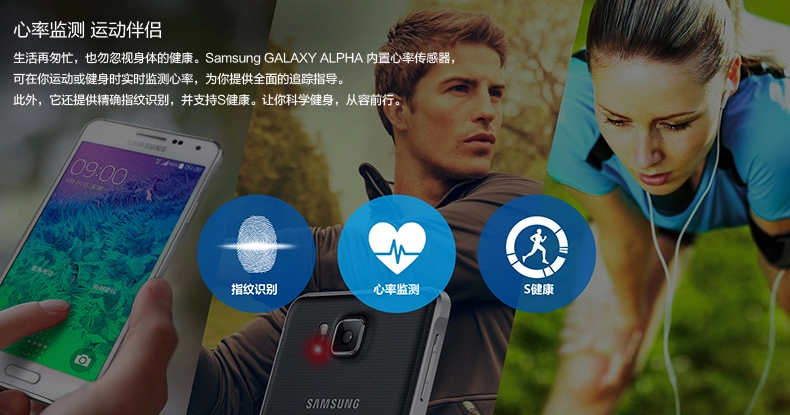 心率监测 运动伴侣
生活再匆忙，也勿忽视身体的健康。Samsung GALAXY ALPHA 内置心率传感器，
可在你运动或健身时实时监测心率，为你提供全面的追踪指导。
此外，它还提供精确指纹识别，并支持S健康。让你科学健身，从容前行。
SAMSUNG
09:00
09:00
指纹识别
心率监测
S健康
SAMSUNG